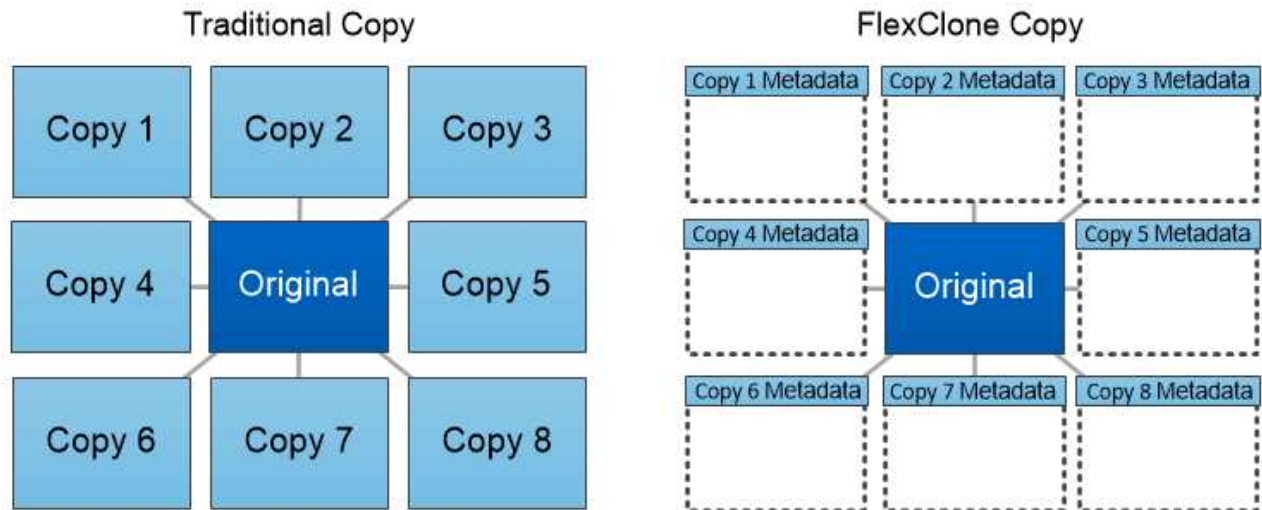 Traditional Copy
Copy 1
Copy 2
Copy 3
Copy 4
Original
Copy 5
Copy 6
Copy 7
Copy 8
FlexClone Copy
Copy 1 Metadata
Copy 2 Metadata
Copy 3 Metadata
Copy 4 Metadata
Original
Copy 5 Metadata
Copy 6 Metadata
Copy 7 Metadata
Copy 8 Metadata